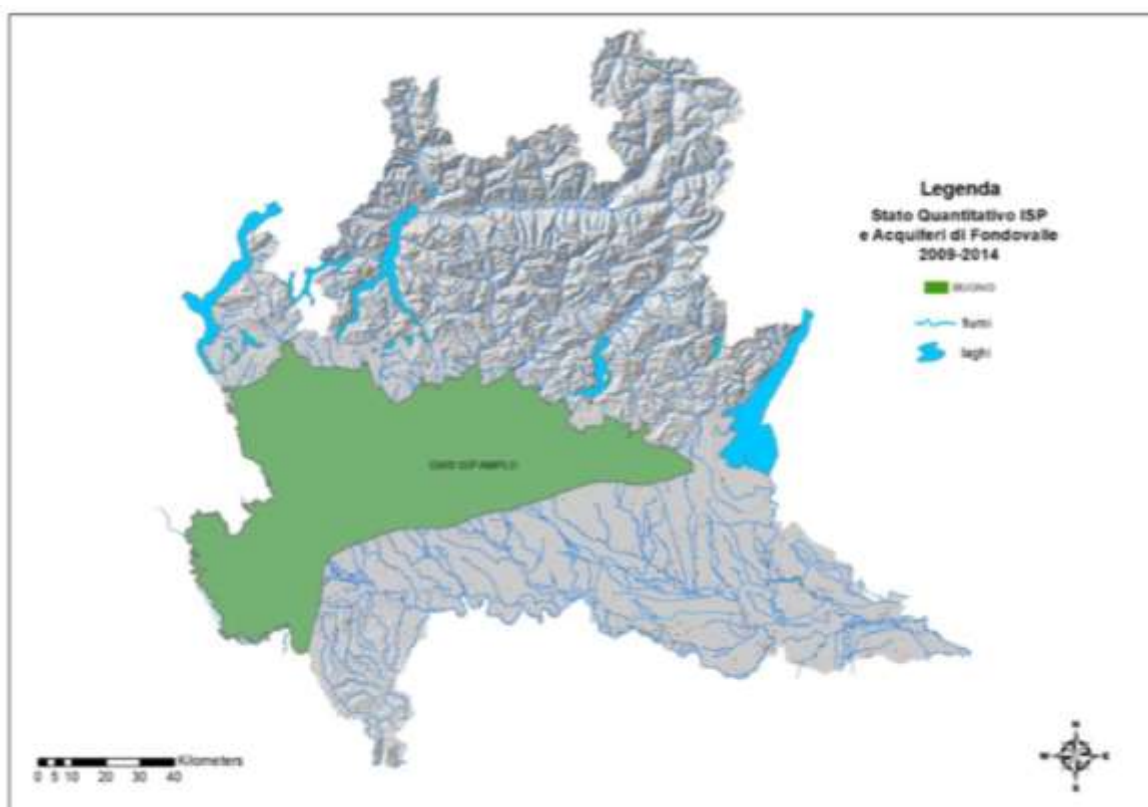 Legenda
Stato Quantitativo ISP
e Acquiferi di Fondovalle
2009-2014
BUONO
fiumi
laghi
Kilometers
0 5 10 20 30 40
N
W E
S